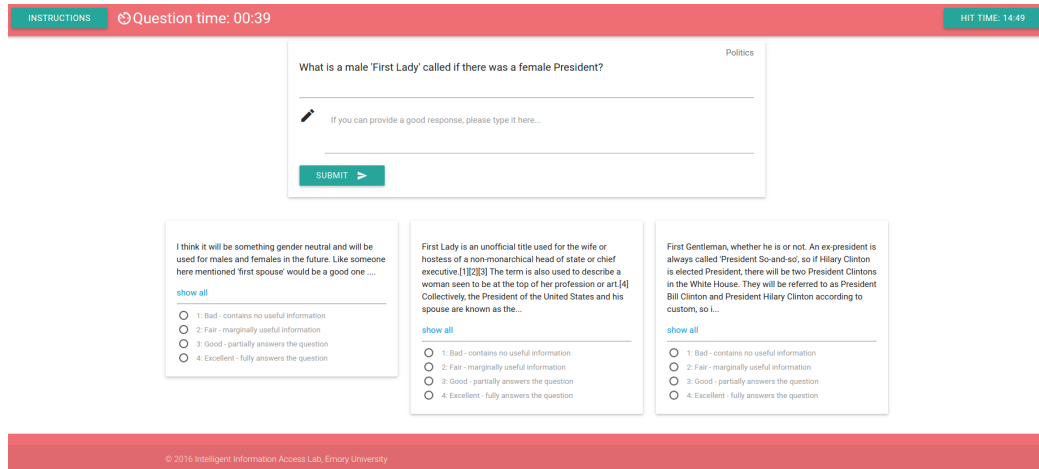 INSTRUCTIONS
Question time: 00:39
HIT TIME: 14:49
Politics
What is a male 'First Lady' called if there was a female President?
If you can provide a good response, please type it here...
SUBMIT
I think it will be something gender neutral and will be
used for males and females in the future. Like someone
here mentioned 'first spouse' would be a good one ....
show all
1: Bad - contains no useful information
2: Fair - marginally useful information
3: Good - partially answers the question
4: Excellent - fully answers the question
First Lady is an unofficial title used for the wife or
hostess of a non-monarchical head of state or chief
executive.[1][2][3] The term is also used to describe a
woman seen to be at the top of her profession or art.[4]
Collectively, the President of the United States and his
spouse are known as the...
show all
1: Bad - contains no useful information
2: Fair - marginally useful information
3: Good - partially answers the question
4: Excellent - fully answers the question
First Gentleman, whether he is or not. An ex-president is
always called 'President So-and-so', so if Hilary Clinton
is elected President, there will be two President Clintons
in the White House. They will be referred to as President
Bill Clinton and President Hilary Clinton according to
custom, so i...
show all
1: Bad - contains no useful information
2: Fair - marginally useful information
3: Good - partially answers the question
4: Excellent - fully answers the question
© 2016 Intelligent Information Access Lab, Emory University